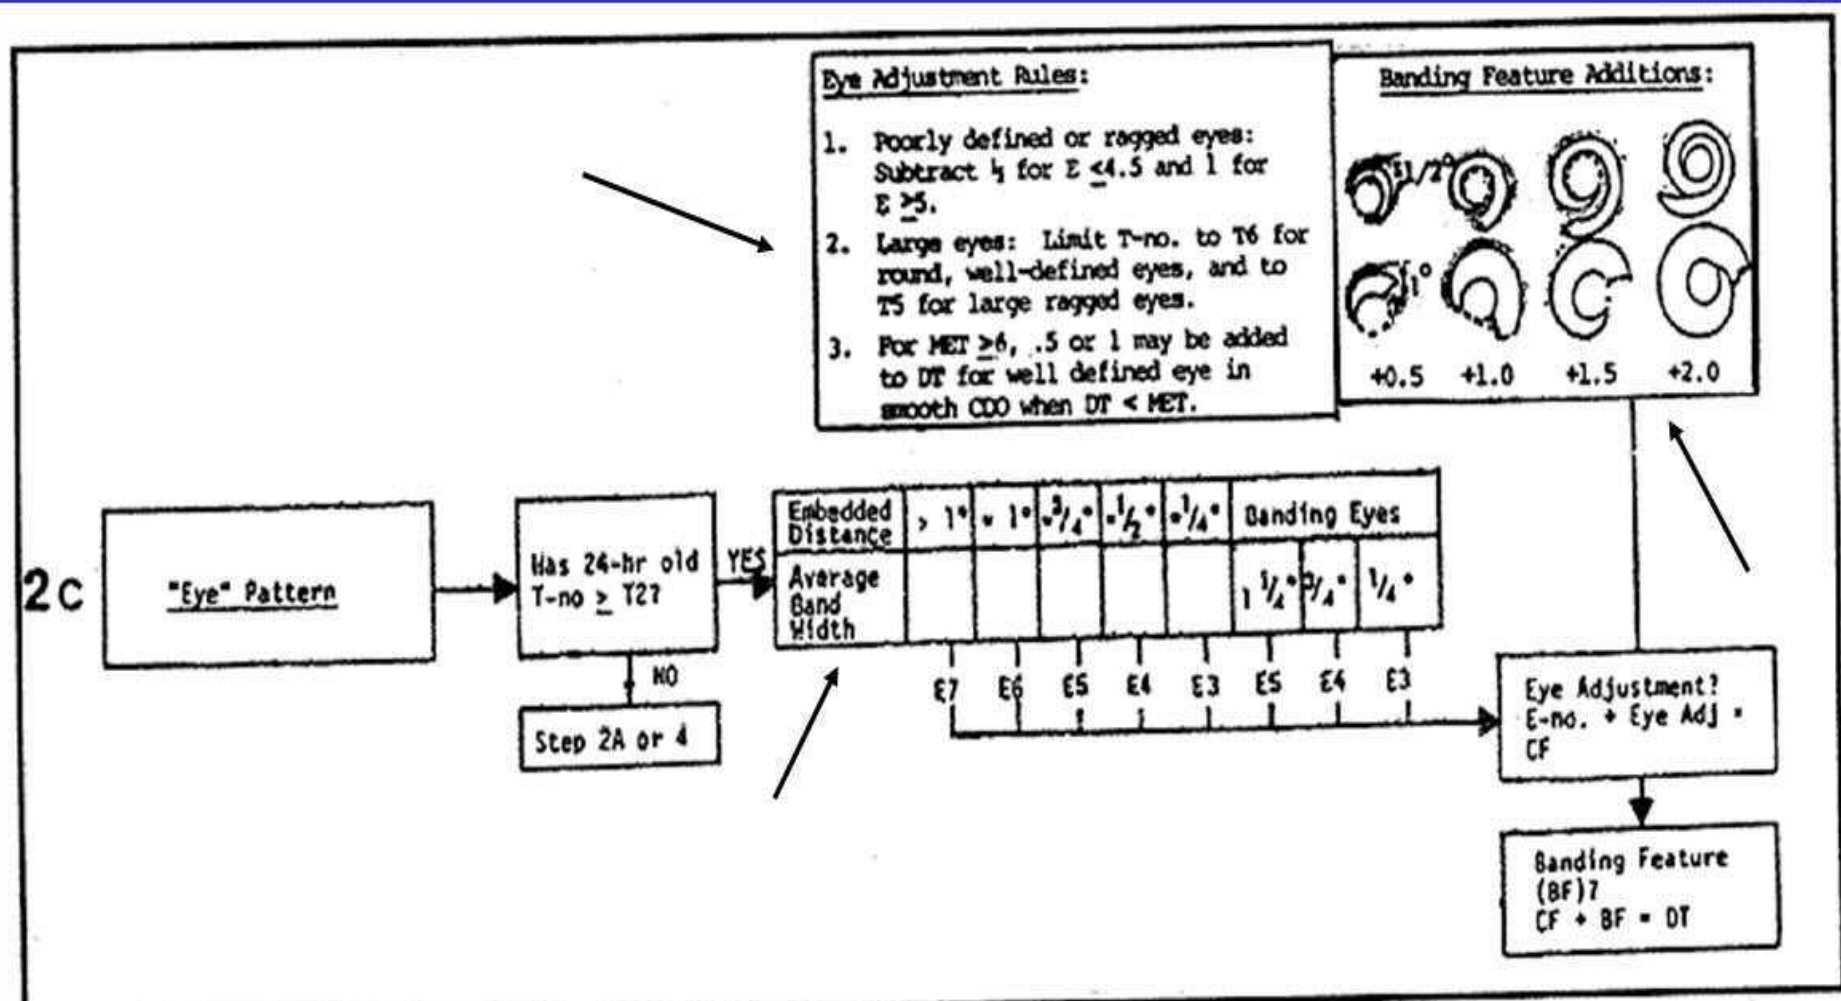 Eye Adjustment Rules:
1. Poorly defined or ragged eyes:
Subtract ½ for E ≤4.5 and 1 for
E ≥5.
2. Large eyes: Limit T-no. to T6 for
round, well-defined eyes, and to
T5 for large ragged eyes.
3. For MET ≥6, .5 or 1 may be added
to DT for well defined eye in
smooth CDO when DT < MET.
Banding Feature Additions:
1/2°
1°
+0.5 +1.0 +1.5 +2.0
2c
"Eye" Pattern
Has 24-hr old
T-no ≥ T2?
YES
NO
Step 2A or 4
Embedded
Distance
> 1° 1° 3/4° 1/2° 1/4° Banding Eyes
Average
Band
Width
1 1/4° 3/4° 1/4°
E7 E6 E5 E4 E3 E5 E4 E3
Eye Adjustment?
E-no. + Eye Adj =
CF
Banding Feature
(BF)?
CF + BF = DT